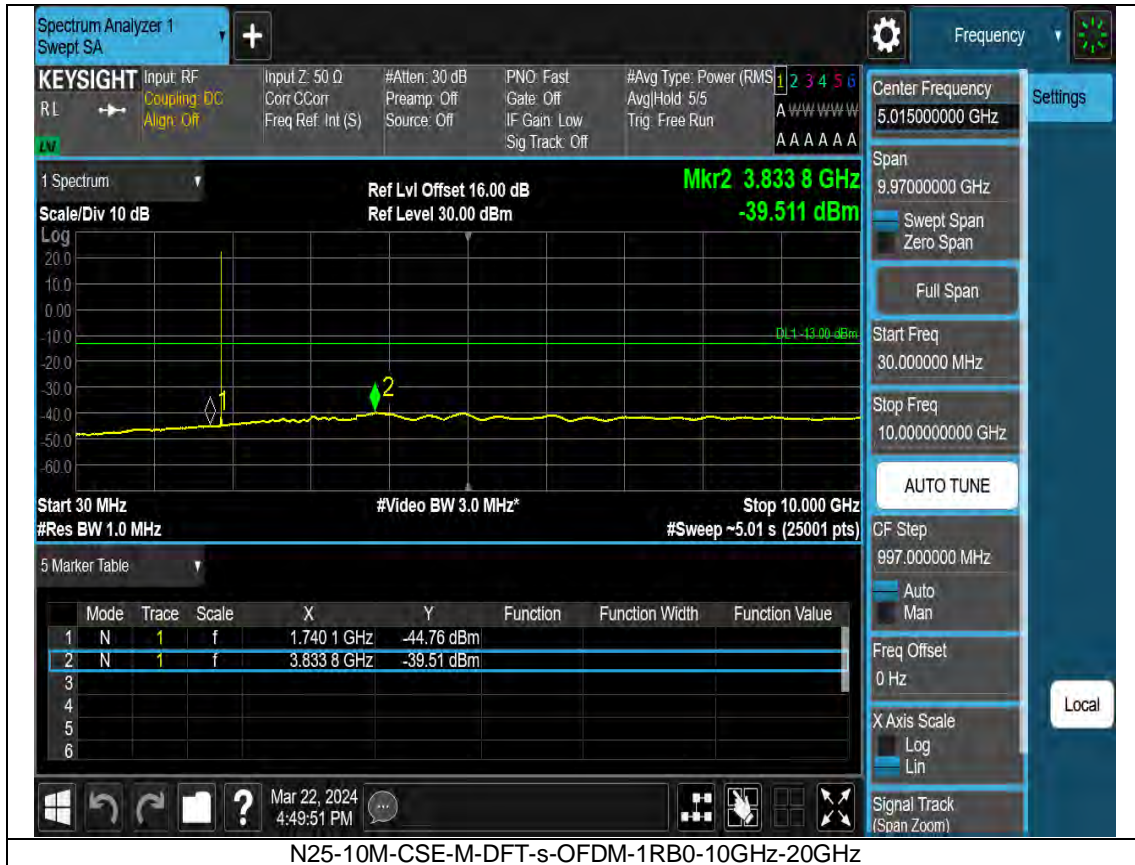 Spectrum Analyzer 1
Swept SA
+
Frequency
KEYSIGHT
RL
LXI
Input: RF
Coupling: DC
Align: Off
Input Z: 50 Ω
Corr CCorr
Freq Ref: Int (S)
#Atten: 30 dB
Preamp: Off
Source: Off
PNO: Fast
Gate: Off
IF Gain: Low
Sig Track: Off
#Avg Type: Power (RMS
Avg|Hold: 5/5
Trig: Free Run
1 2 3 4 5 6
A W W W W W
A A A A A A
Center Frequency
5.015000000 GHz
Settings
Span
9.97000000 GHz
Swept Span
Zero Span
Full Span
Start Freq
30.000000 MHz
Stop Freq
10.000000000 GHz
AUTO TUNE
CF Step
997.000000 MHz
Auto
Man
Freq Offset
0 Hz
X Axis Scale
Log
Lin
Signal Track
(Span Zoom)
Local
1 Spectrum
Scale/Div 10 dB
Ref Lvl Offset 16.00 dB
Ref Level 30.00 dBm
Mkr2 3.833 8 GHz
-39.511 dBm
Log
20.0
10.0
0.00
-10.0
-20.0
-30.0
-40.0
-50.0
-60.0
DL1 -13.00 dBm
1
2
Start 30 MHz
#Res BW 1.0 MHz
#Video BW 3.0 MHz*
Stop 10.000 GHz
#Sweep ~5.01 s (25001 pts)
5 Marker Table
Mode Trace Scale X Y Function Function Width Function Value
1 N 1 f 1.740 1 GHz -44.76 dBm
2 N 1 f 3.833 8 GHz -39.51 dBm
3
4
5
6
?
Mar 22, 2024
4:49:51 PM
N25-10M-CSE-M-DFT-s-OFDM-1RB0-10GHz-20GHz